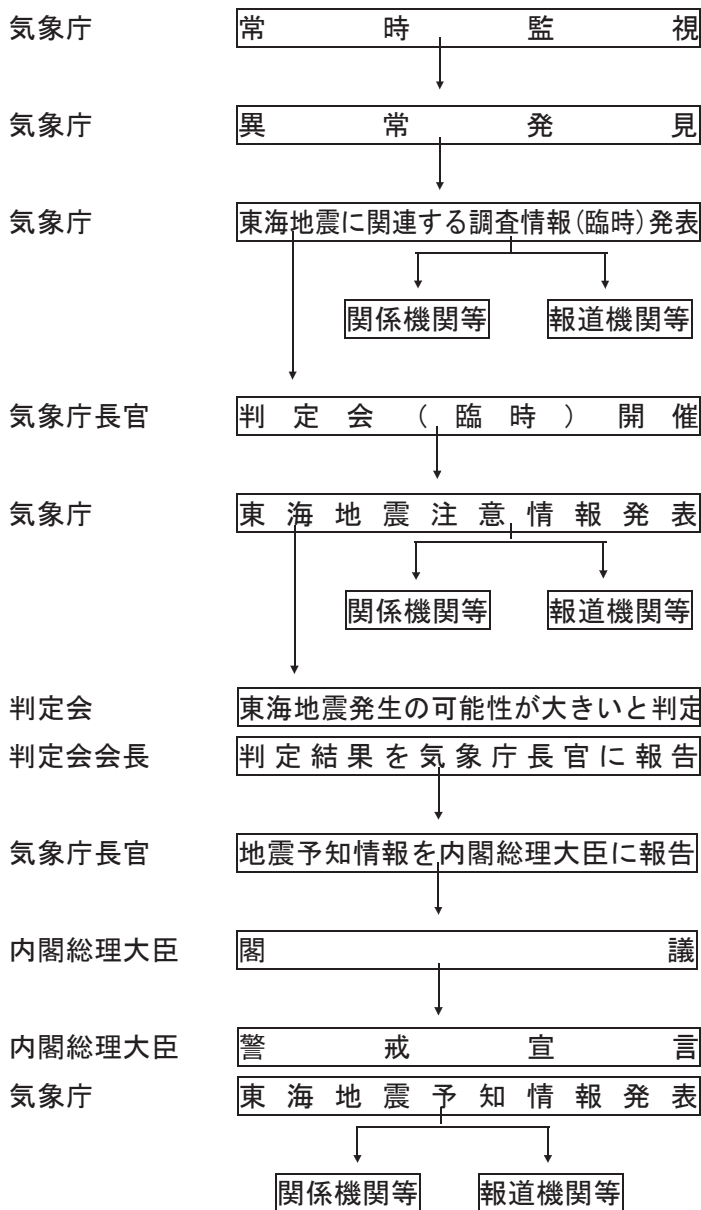 気象庁 常時監視
気象庁 異常発見
気象庁 東海地震に関連する調査情報(臨時)発表
関係機関等 報道機関等
気象庁長官 判定会(臨時)開催
気象庁 東海地震注意情報発表
関係機関等 報道機関等
判定会 東海地震発生の可能性が大きいと判定
判定会会長 判定結果を気象庁長官に報告
気象庁長官 地震予知情報を内閣総理大臣に報告
内閣総理大臣 閣議
内閣総理大臣 警戒宣言
気象庁 東海地震予知情報発表
関係機関等 報道機関等